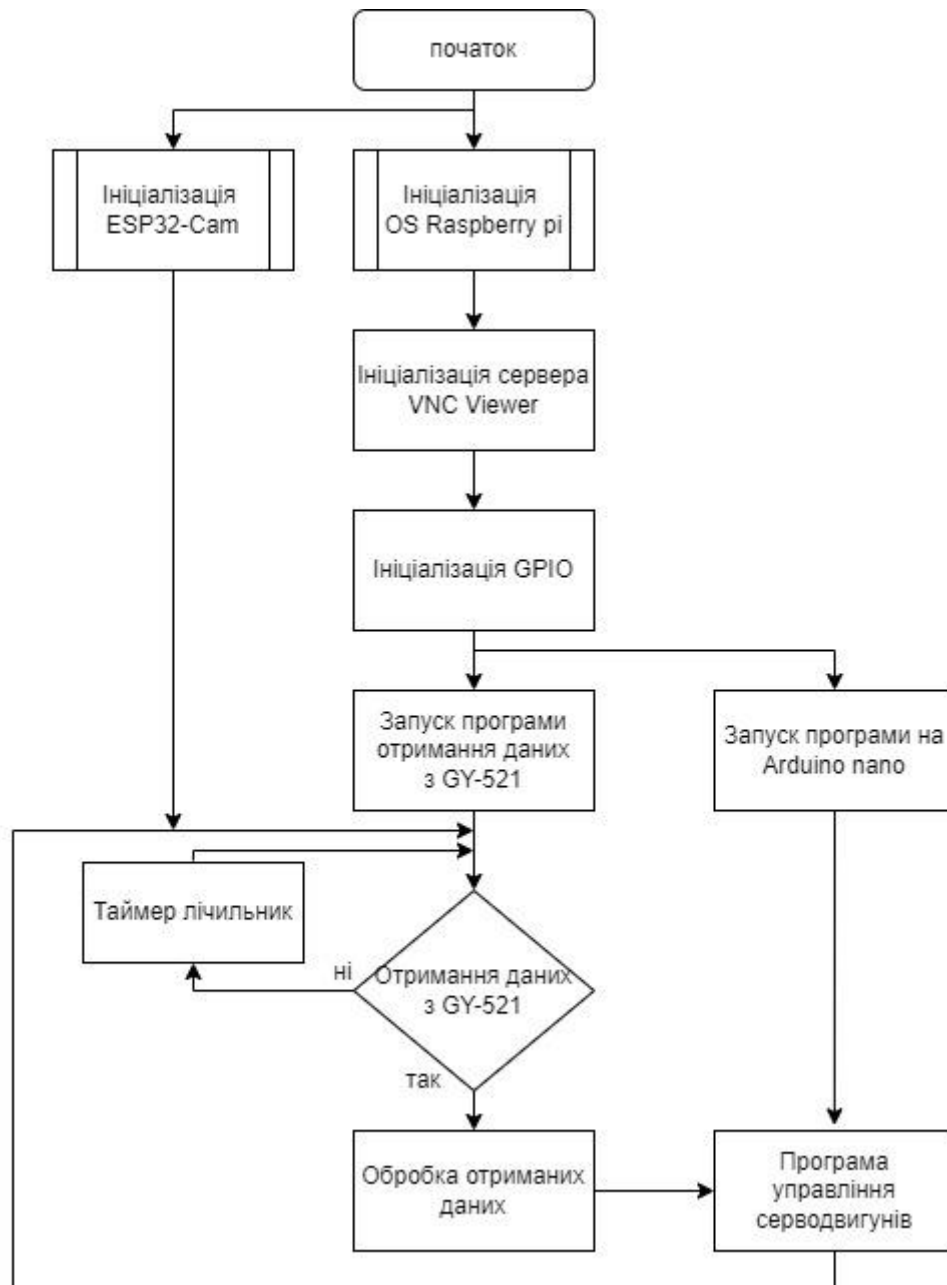 початок
Ініціалізація
ESP32-Cam
Ініціалізація
OS Raspberry pi
Ініціалізація сервера
VNC Viewer
Ініціалізація GPIO
Запуск програми
отримання даних
з GY-521
Запуск програми на
Arduino nano
Таймер лічильник
ні
Отримання даних
з GY-521
так
Обробка отриманих
даних
Програма
управління
серводвигунів